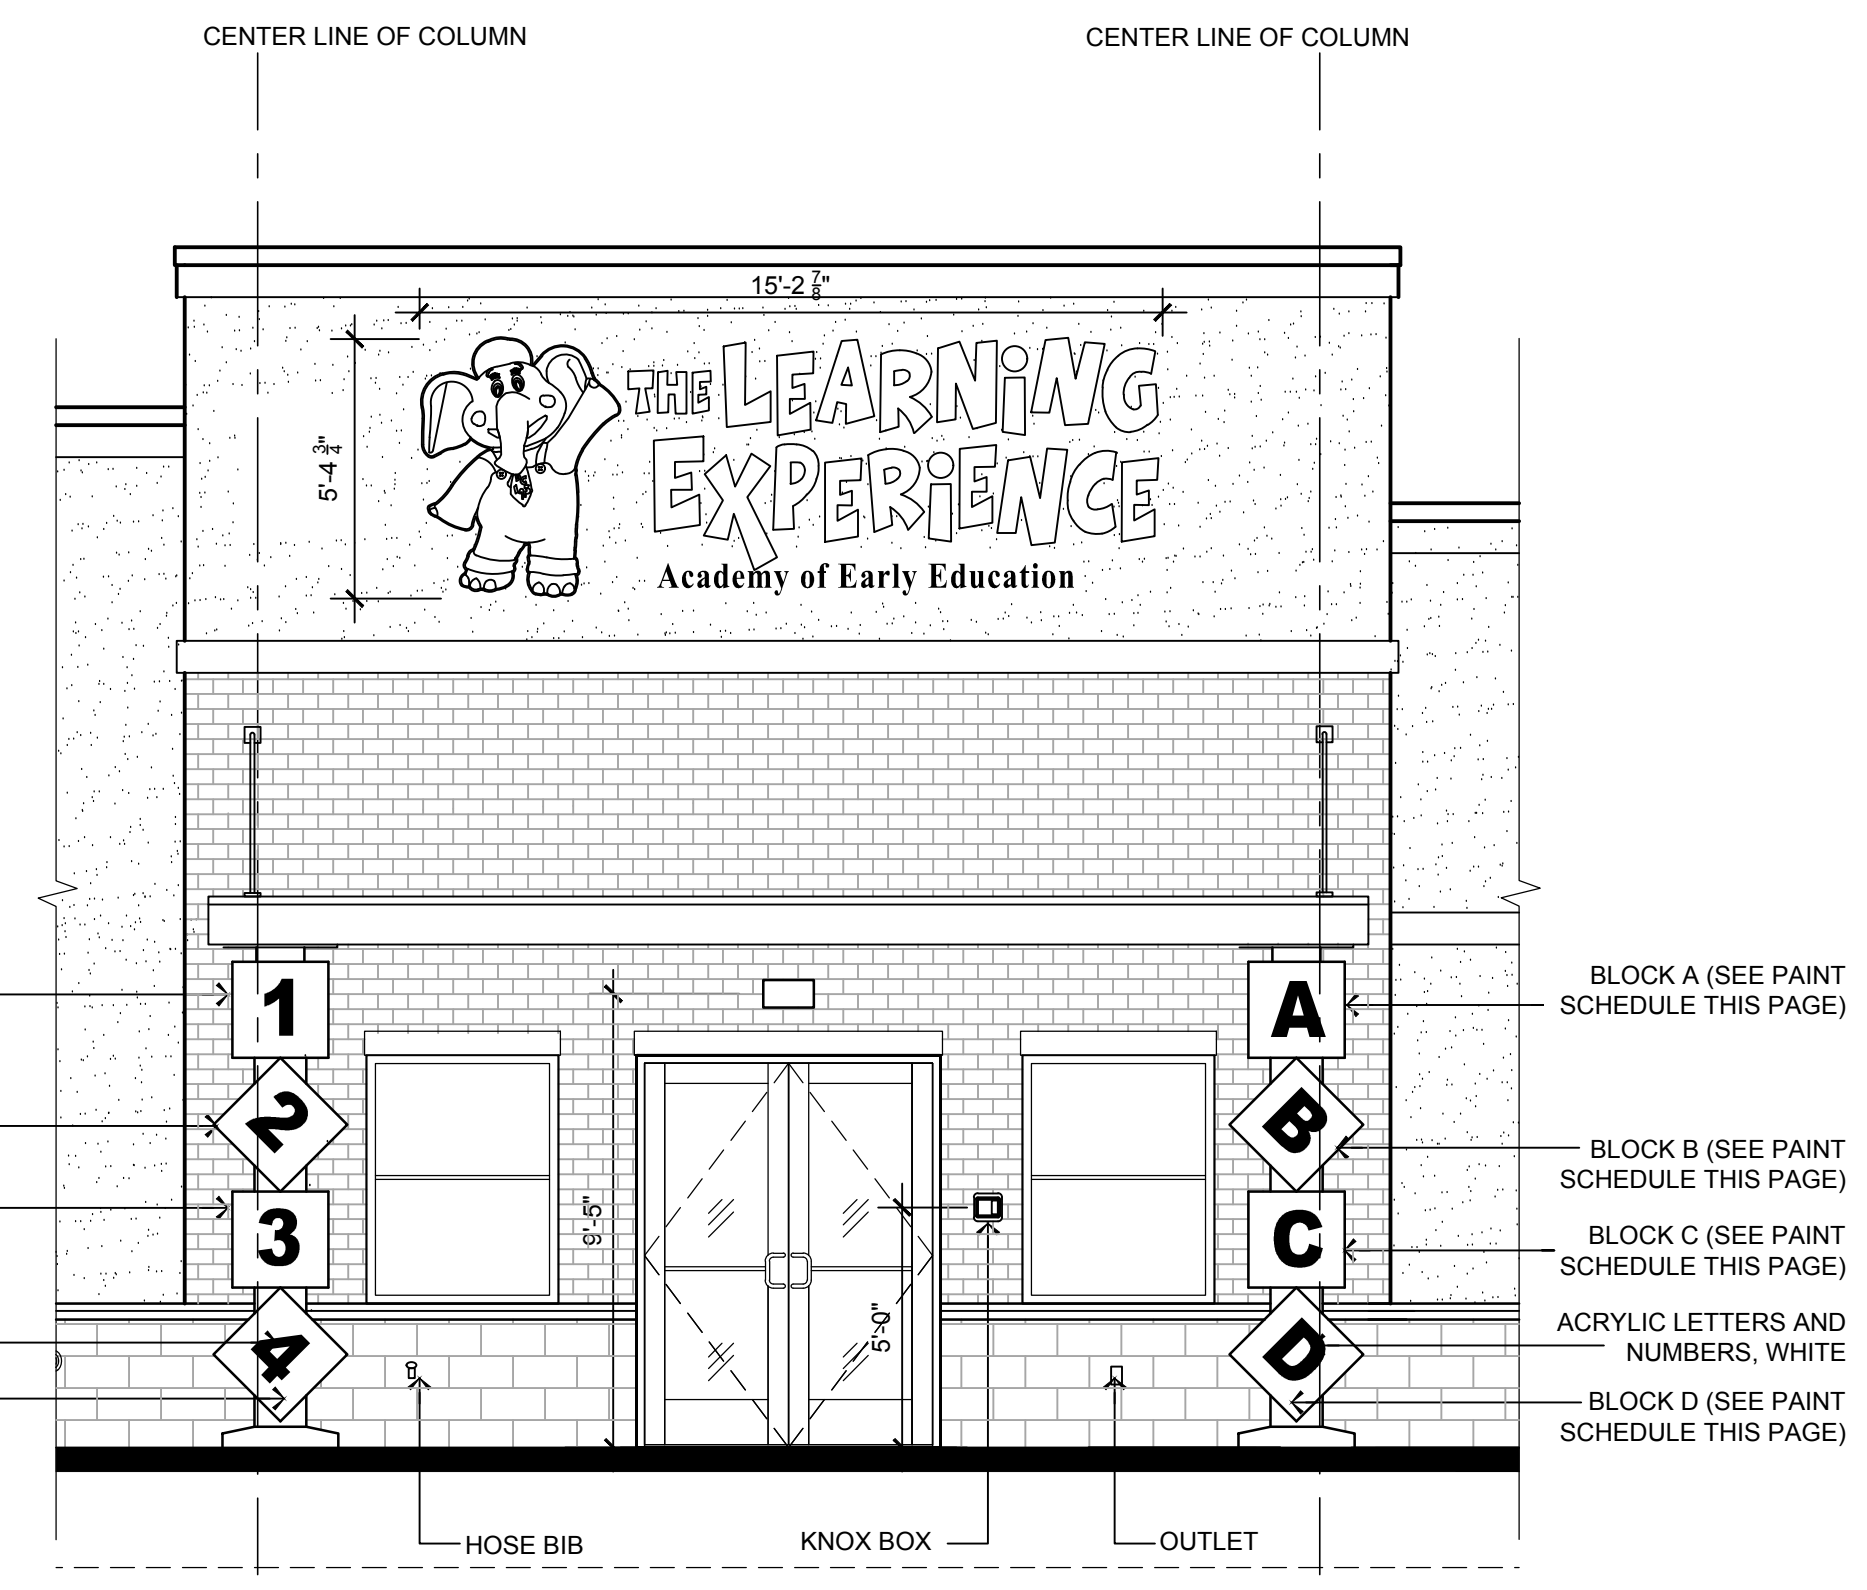 CENTER LINE OF COLUMN
CENTER LINE OF COLUMN
15'-2 7/8"
5'-4 3/4"
THE LEARNING
EXPERIENCE
Academy of Early Education
1
2
3
4
A
B
C
D
9'-5"
5'-0"
BLOCK A (SEE PAINT
SCHEDULE THIS PAGE)
BLOCK B (SEE PAINT
SCHEDULE THIS PAGE)
BLOCK C (SEE PAINT
SCHEDULE THIS PAGE)
ACRYLIC LETTERS AND
NUMBERS, WHITE
BLOCK D (SEE PAINT
SCHEDULE THIS PAGE)
HOSE BIB
KNOX BOX
OUTLET